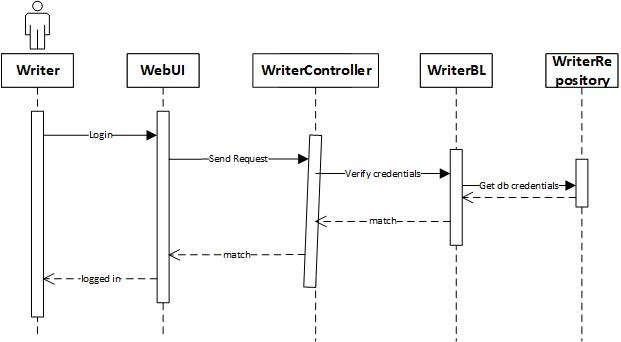 Writer
WebUI
WriterController
WriterBL
WriterRe
pository
Login
Send Request
Verify credentials
Get db credentials
match
match
logged in